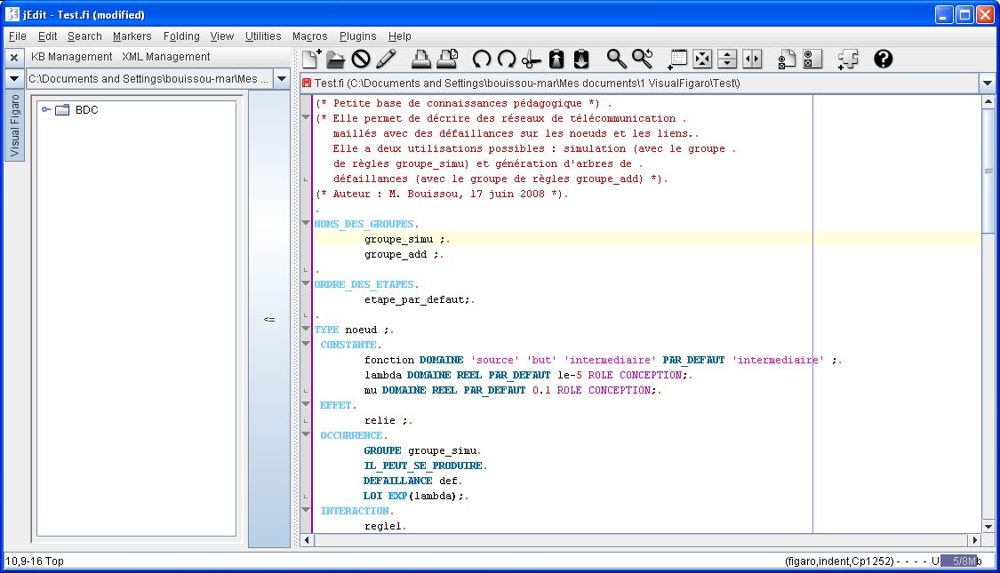 jEdit - Test.fi (modified)
File Edit Search Markers Folding View Utilities Macros Plugins Help
KB Management XML Management
C:\Documents and Settings\bouissou-mar\Mes ...
Visual Figaro
BDC
<=
Test.fi (C:\Documents and Settings\bouissou-mar\Mes documents\1 VisualFigaro\Test\)
(* Petite base de connaissances pédagogique *) .
(* Elle permet de décrire des réseaux de télécommunication .
maillés avec des défaillances sur les noeuds et les liens..
Elle a deux utilisations possibles : simulation (avec le groupe .
de règles groupe_simu) et génération d'arbres de .
défaillances (avec le groupe de règles groupe_add) *).
(* Auteur : M. Bouissou, 17 juin 2008 *).
.
NOMS_DES_GROUPES.
groupe_simu ;.
groupe_add ;.
.
ORDRE_DES_ETAPES.
etape_par_defaut;.
.
TYPE noeud ;.
CONSTANTE.
fonction DOMAINE 'source' 'but' 'intermediaire' PAR_DEFAUT 'intermediaire' ;.
lambda DOMAINE REEL PAR_DEFAUT 1e-5 ROLE CONCEPTION;.
mu DOMAINE REEL PAR_DEFAUT 0.1 ROLE CONCEPTION;.
EFFET.
relie ;.
OCCURRENCE.
GROUPE groupe_simu.
IL_PEUT_SE_PRODUIRE.
DEFAILLANCE def.
LOI EXP(lambda);.
INTERACTION.
regle1.
10,9-16 Top
(figaro,indent,Cp1252) - - - - U 5/8Mb